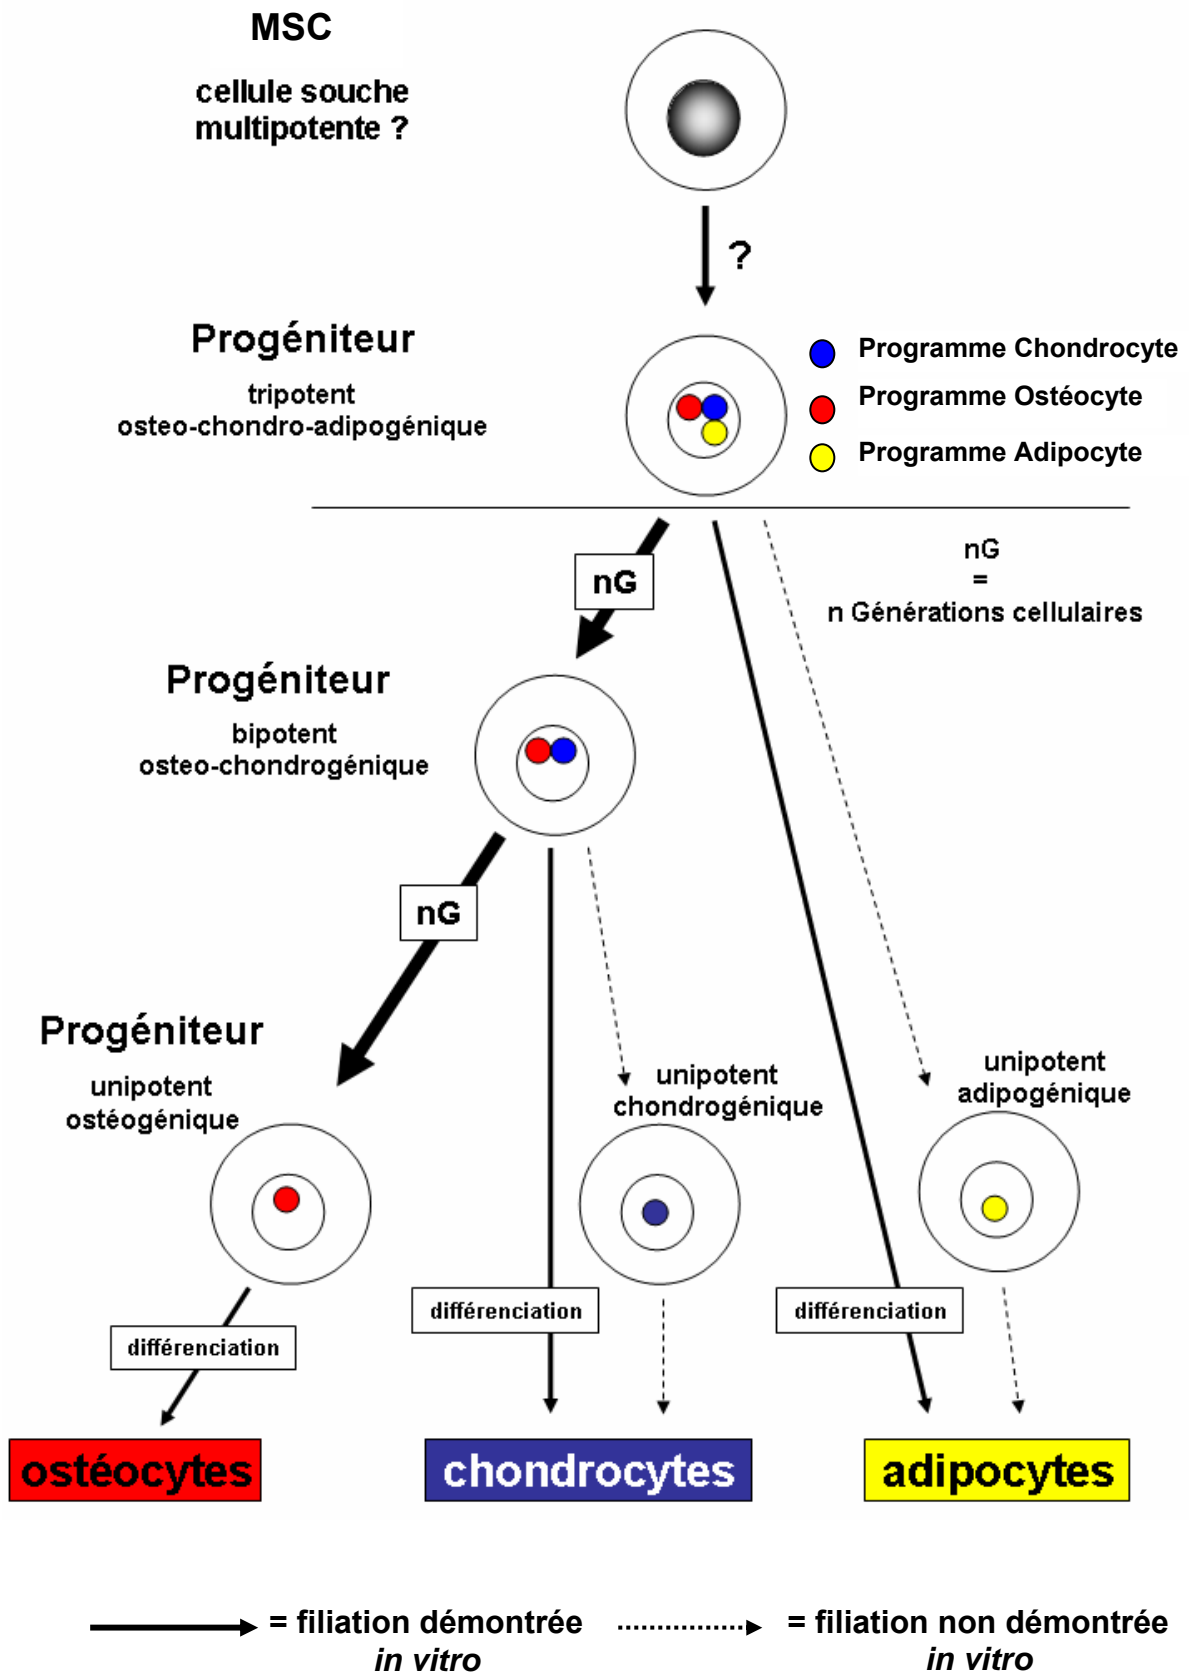 MSC
cellule souche
multipotente ?
?
Progéniteur
tripotent
osteo-chondro-adipogénique
Programme Chondrocyte
Programme Ostéocyte
Programme Adipocyte
nG
nG
=
n Générations cellulaires
Progéniteur
bipotent
osteo-chondrogénique
nG
Progéniteur
unipotent
ostéogénique
unipotent
chondrogénique
unipotent
adipogénique
différenciation
différenciation
différenciation
ostéocytes
chondrocytes
adipocytes
= filiation démontrée
in vitro
= filiation non démontrée
in vitro